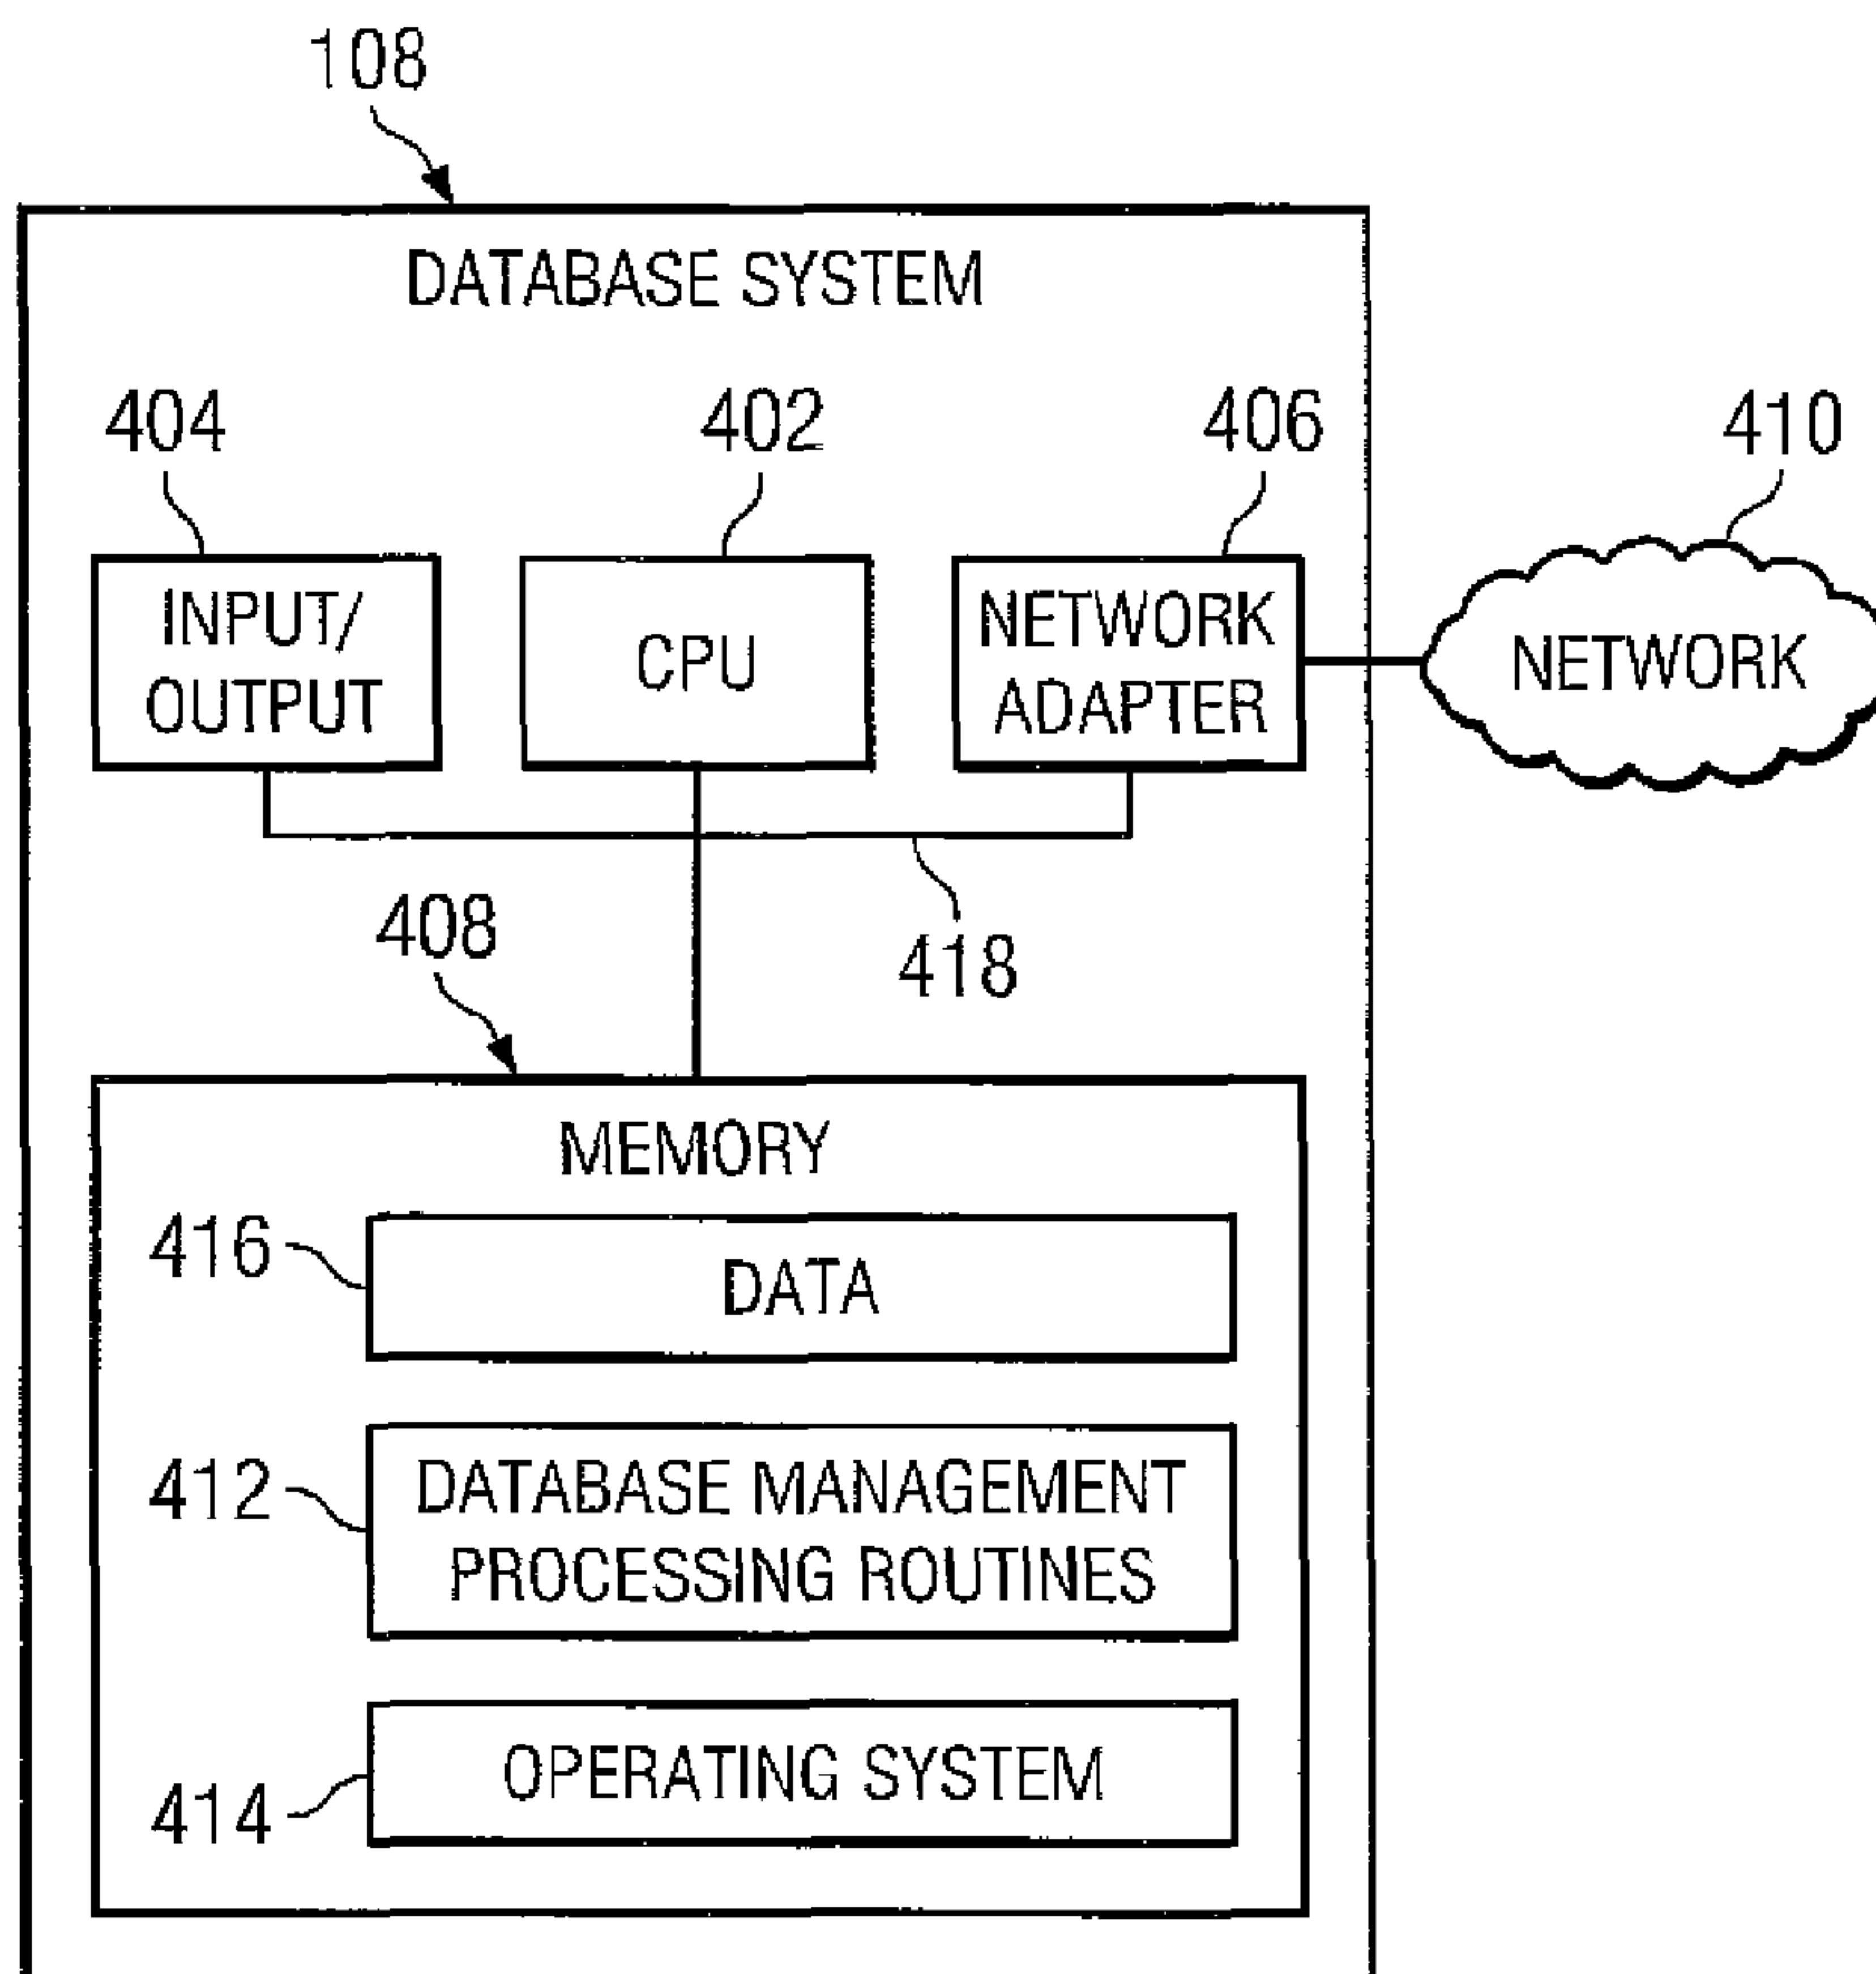 108
DATABASE SYSTEM
404
402
406
410
INPUT/
OUTPUT
CPU
NETWORK
ADAPTER
NETWORK
408
418
MEMORY
416
DATA
412
DATABASE MANAGEMENT
PROCESSING ROUTINES
OPERATING SYSTEM
414